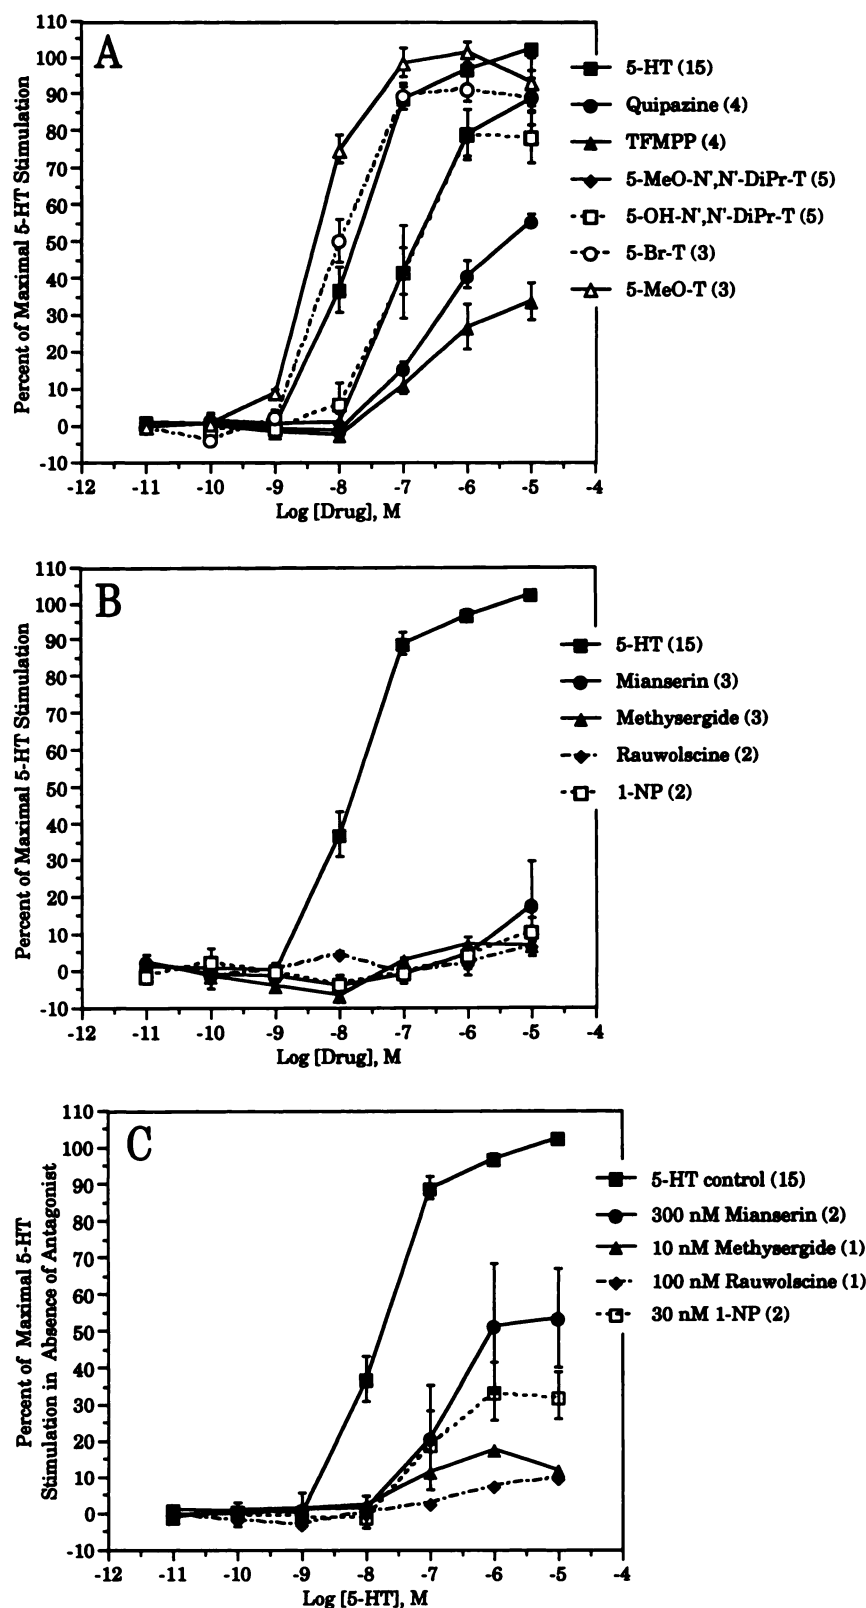 A
110
100
90
80
70
60
50
40
30
20
10
0
-10
Percent of Maximal 5-HT Stimulation
-12 -11 -10 -9 -8 -7 -6 -5 -4
Log [Drug], M
5-HT (15)
Quipazine (4)
TFMPP (4)
5-MeO-N',N'-DiPr-T (5)
5-OH-N',N'-DiPr-T (5)
5-Br-T (3)
5-MeO-T (3)
B
110
100
90
80
70
60
50
40
30
20
10
0
-10
Percent of Maximal 5-HT Stimulation
-12 -11 -10 -9 -8 -7 -6 -5 -4
Log [Drug], M
5-HT (15)
Mianserin (3)
Methysergide (3)
Rauwolscine (2)
1-NP (2)
C
110
100
90
80
70
60
50
40
30
20
10
0
-10
Percent of Maximal 5-HT
Stimulation in Absence of Antagonist
-12 -11 -10 -9 -8 -7 -6 -5 -4
Log [5-HT], M
5-HT control (15)
300 nM Mianserin (2)
10 nM Methysergide (1)
100 nM Rauwolscine (1)
30 nM 1-NP (2)